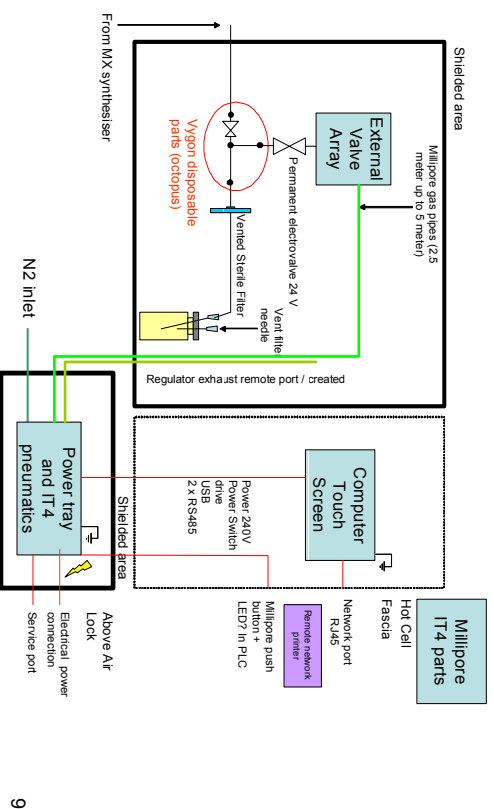 Shielded area
From MX synthesiser
External
Valve
Array
Millipore gas pipes (2.5
meter up to 5 meter)
Permanent electrovalve 24 V
Vygon disposable
parts (octopus)
Vented Sterile Filter
Vent filter
needle
Regulator exhaust remote port / created
N2 inlet
Power tray
and IT4
pneumatics
Shielded area
Computer
Touch
Screen
Power 240V
Power Switch
drive
USB
2 x RS485
Millipore
IT4 parts
Hot Cell
Fascia
Network port
RJ45
Remote network
printer
Millipore push
button +
LED? In PLC
Above Air
Lock
Electrical power
connection
Service port
9